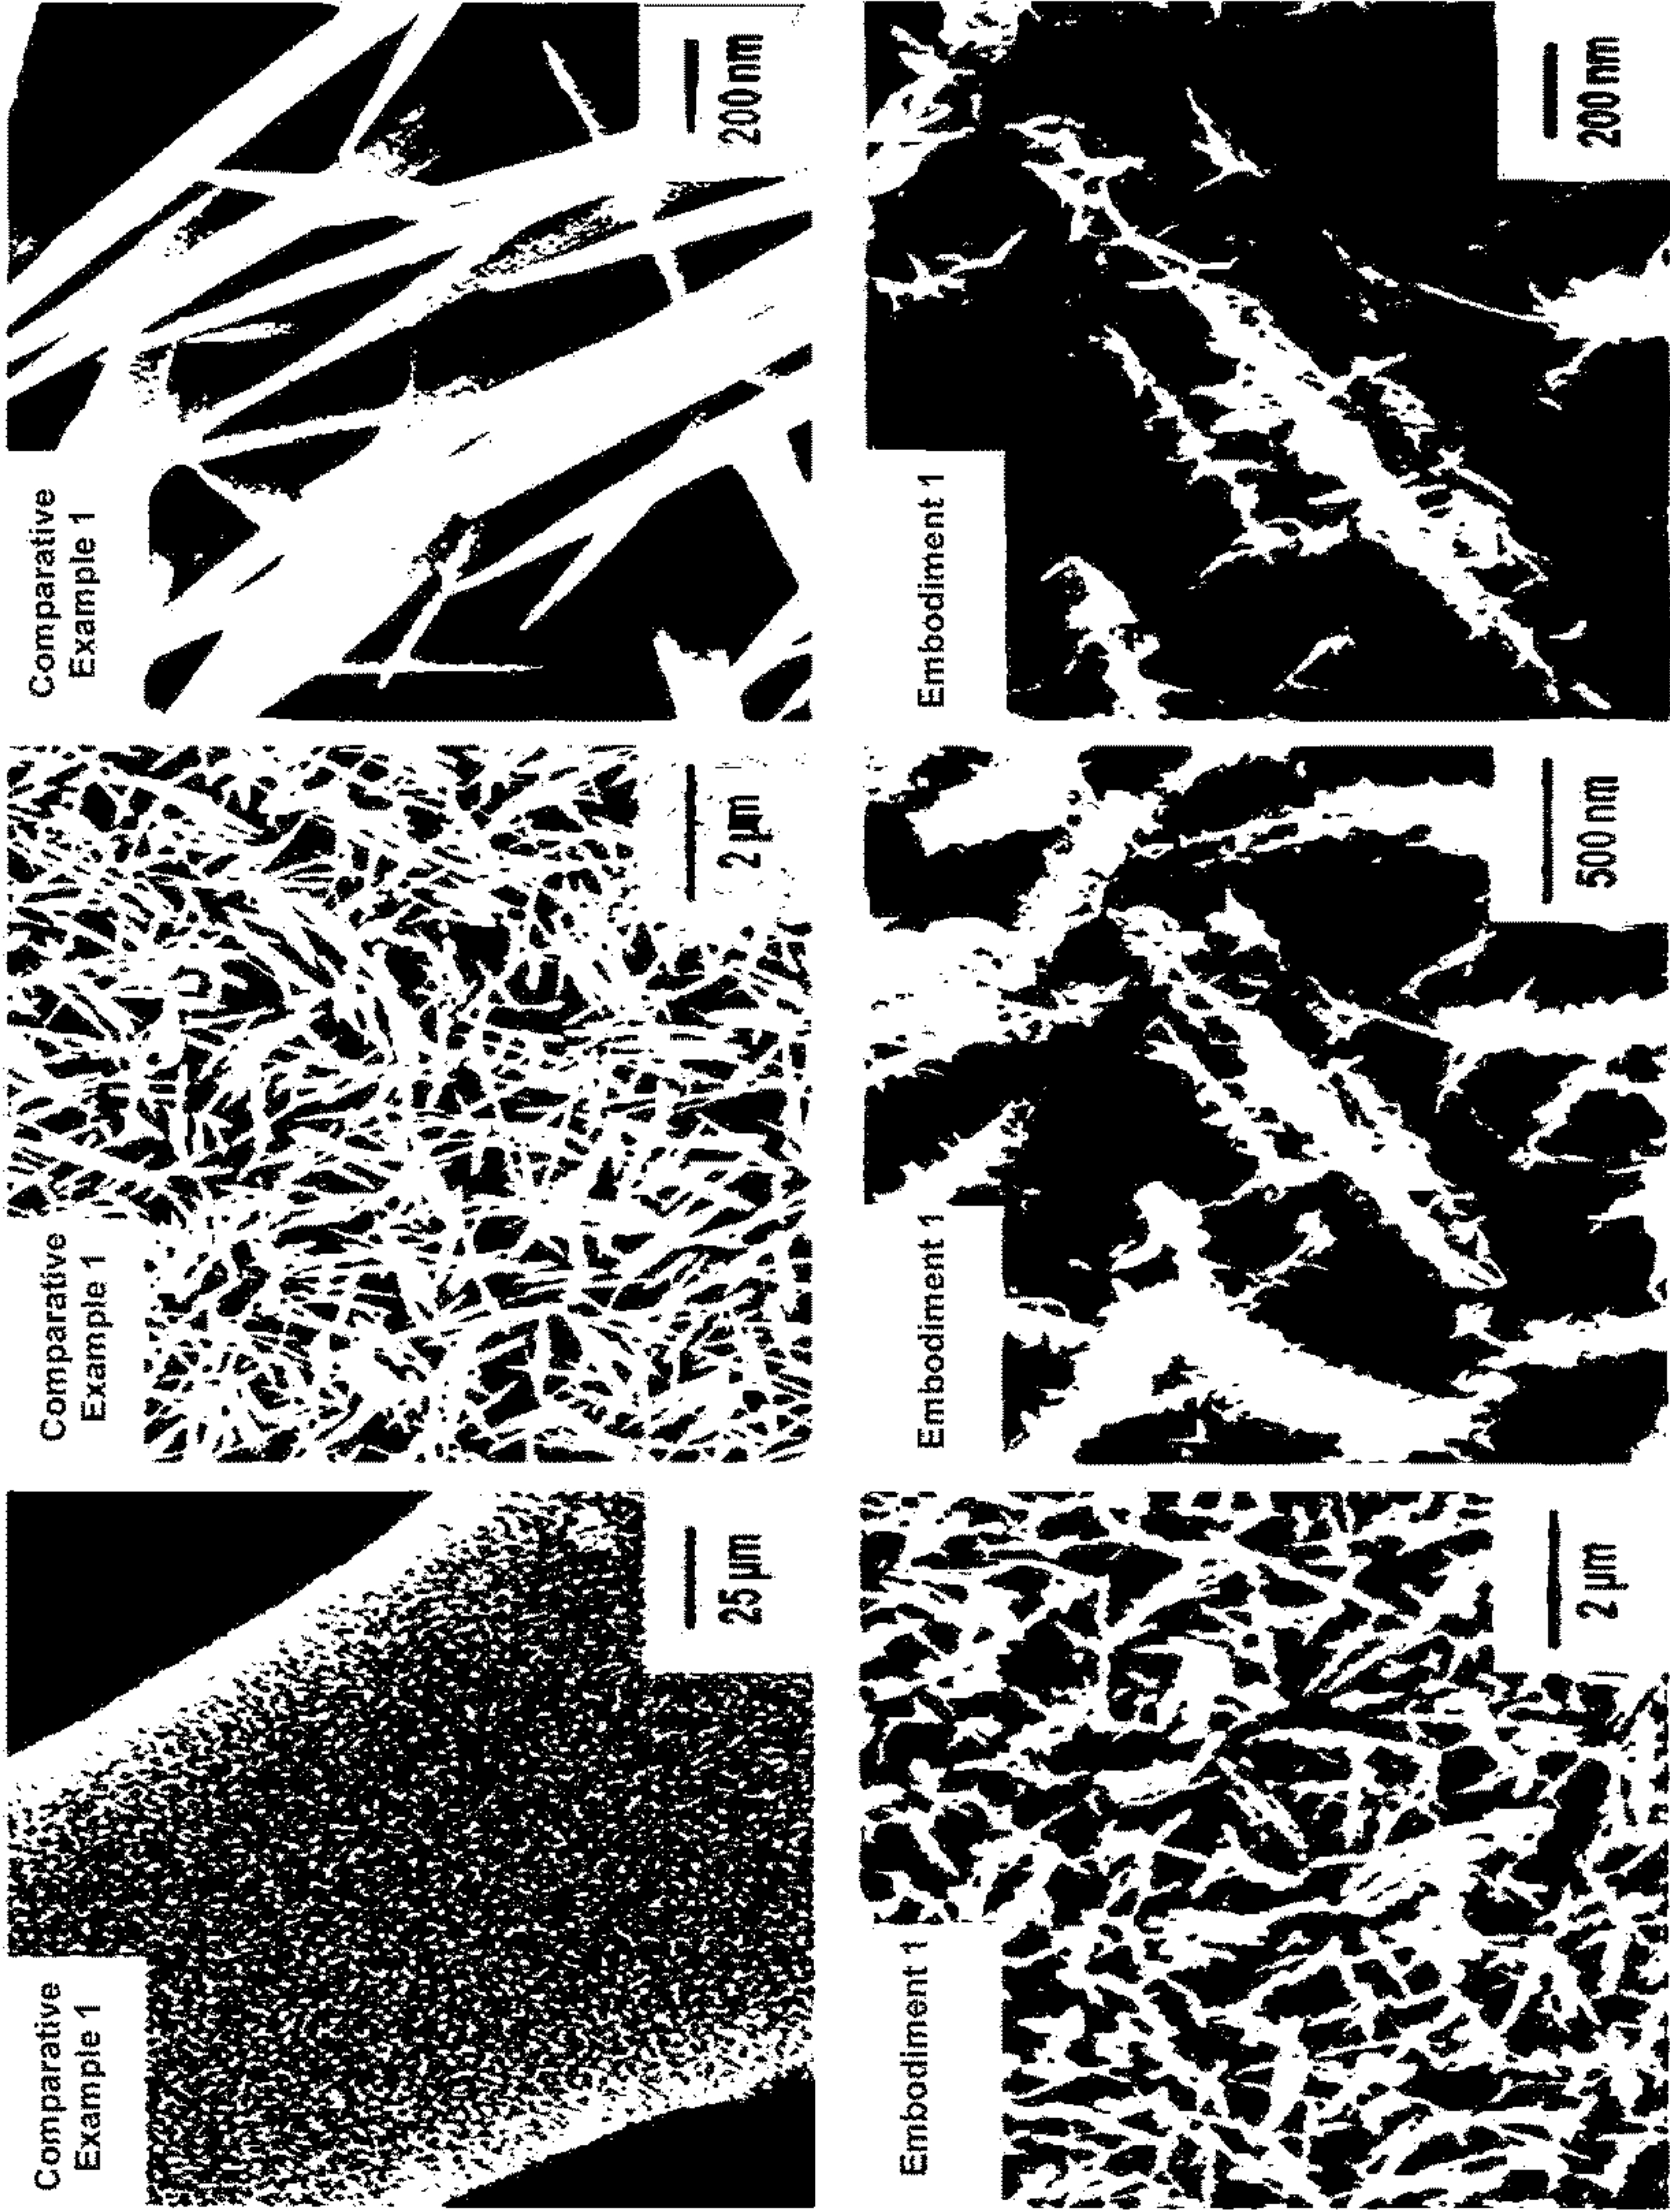 Comparative
Example 1
25 µm
Comparative
Example 1
2 µm
Comparative
Example 1
200 nm
Embodiment 1
2 µm
Embodiment 1
500 nm
Embodiment 1
200 nm